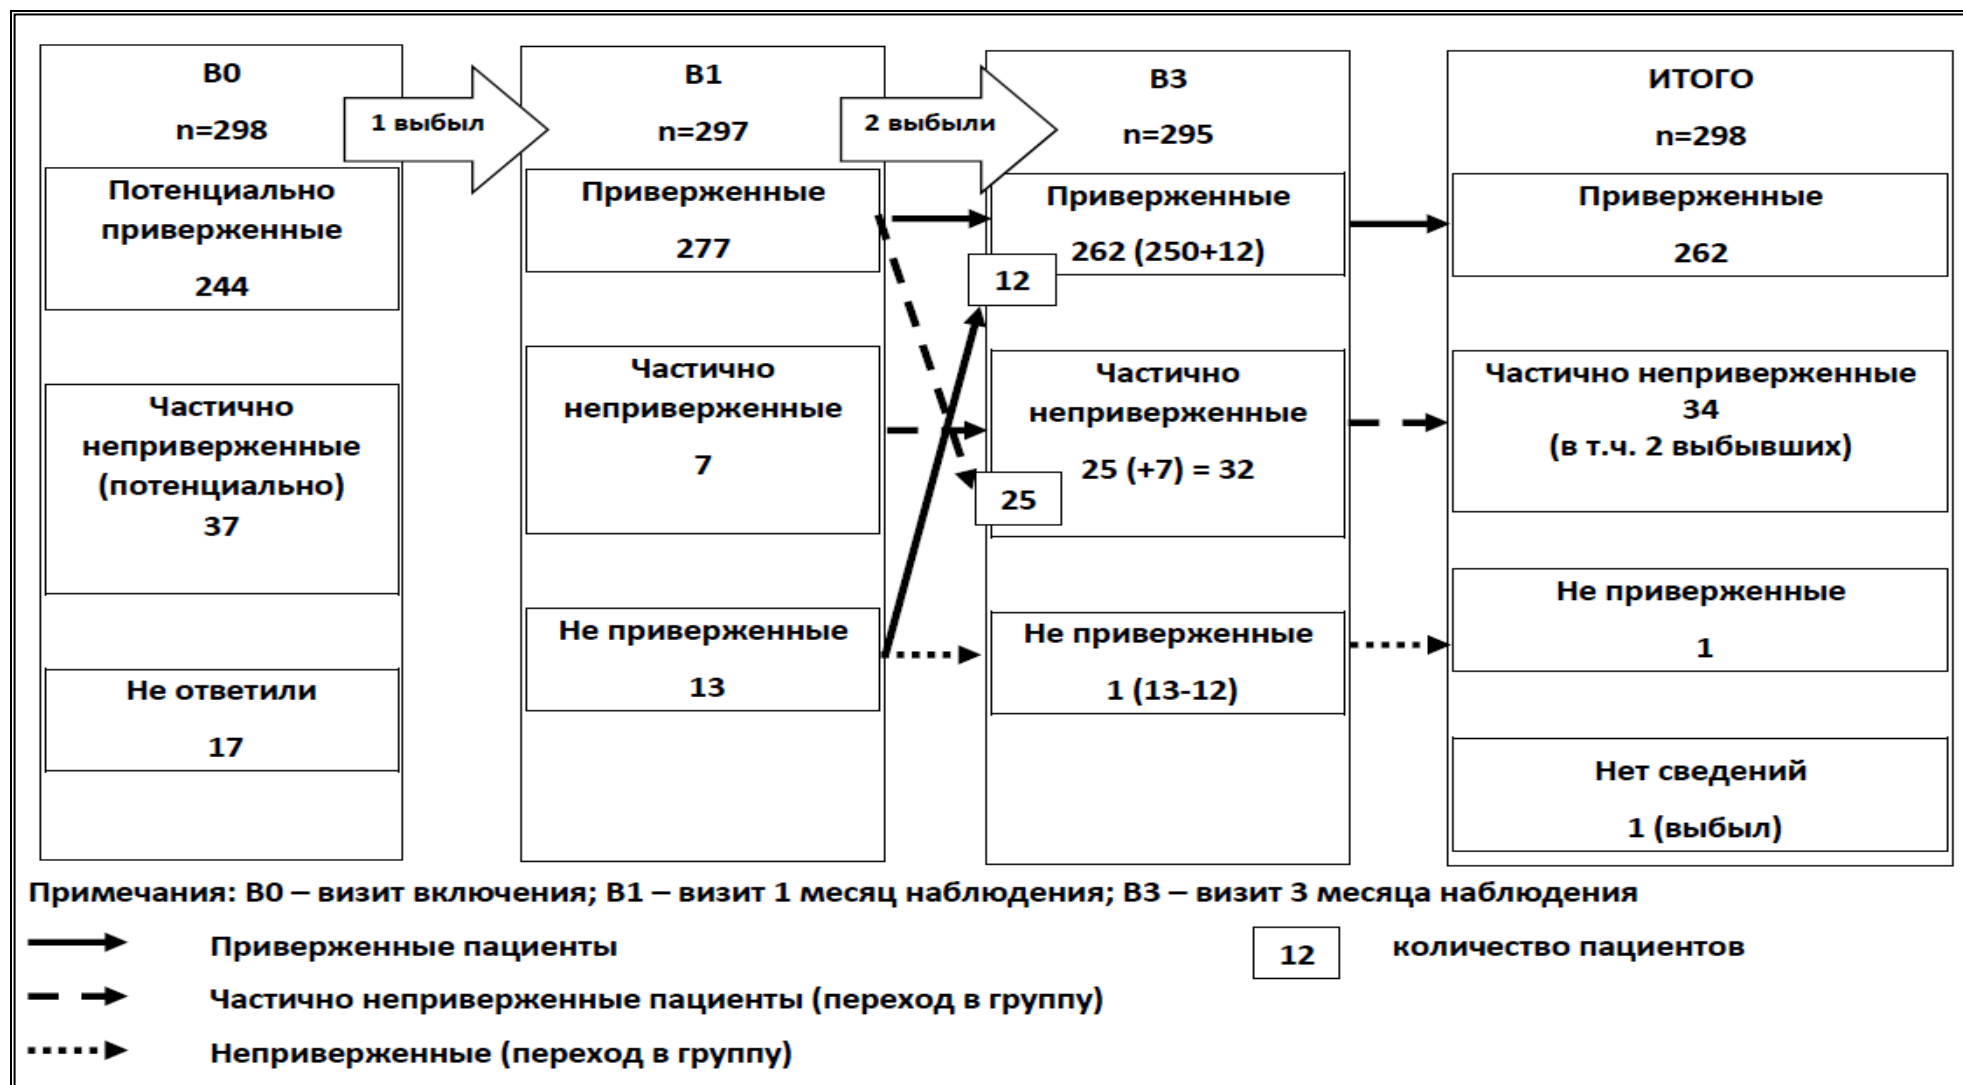 В0
n=298
Потенциально
приверженные
244
Частично
неприверженные
(потенциально)
37
Не ответили
17
1 выбыл
В1
n=297
Приверженные
277
Частично
неприверженные
7
Не приверженные
13
2 выбыли
В3
n=295
Приверженные
262 (250+12)
12
Частично
неприверженные
25 (+7) = 32
25
Не приверженные
1 (13-12)
ИТОГО
n=298
Приверженные
262
Частично неприверженные
34
(в т.ч. 2 выбывших)
Не приверженные
1
Нет сведений
1 (выбыл)
Примечания: В0 – визит включения; В1 – визит 1 месяц наблюдения; В3 – визит 3 месяца наблюдения
Приверженные пациенты
12 количество пациентов
Частично неприверженные пациенты (переход в группу)
Неприверженные (переход в группу)